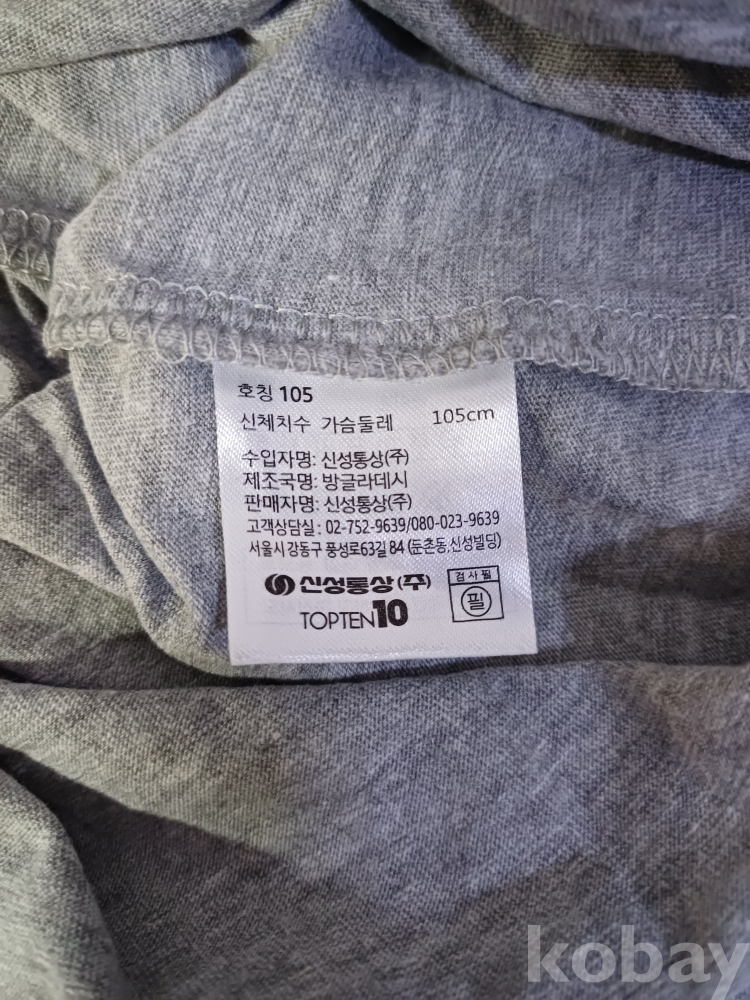 호칭 105
신체치수 가슴둘레 105cm
수입자명: 신성통상(주)
제조국명: 방글라데시
판매자명: 신성통상(주)
고객상담실: 02-752-9639/080-023-9639
서울시 강동구 풍성로63길 84 (둔촌동,신성빌딩)
신성통상(주)
TOPTEN10
검사필
필
kobay